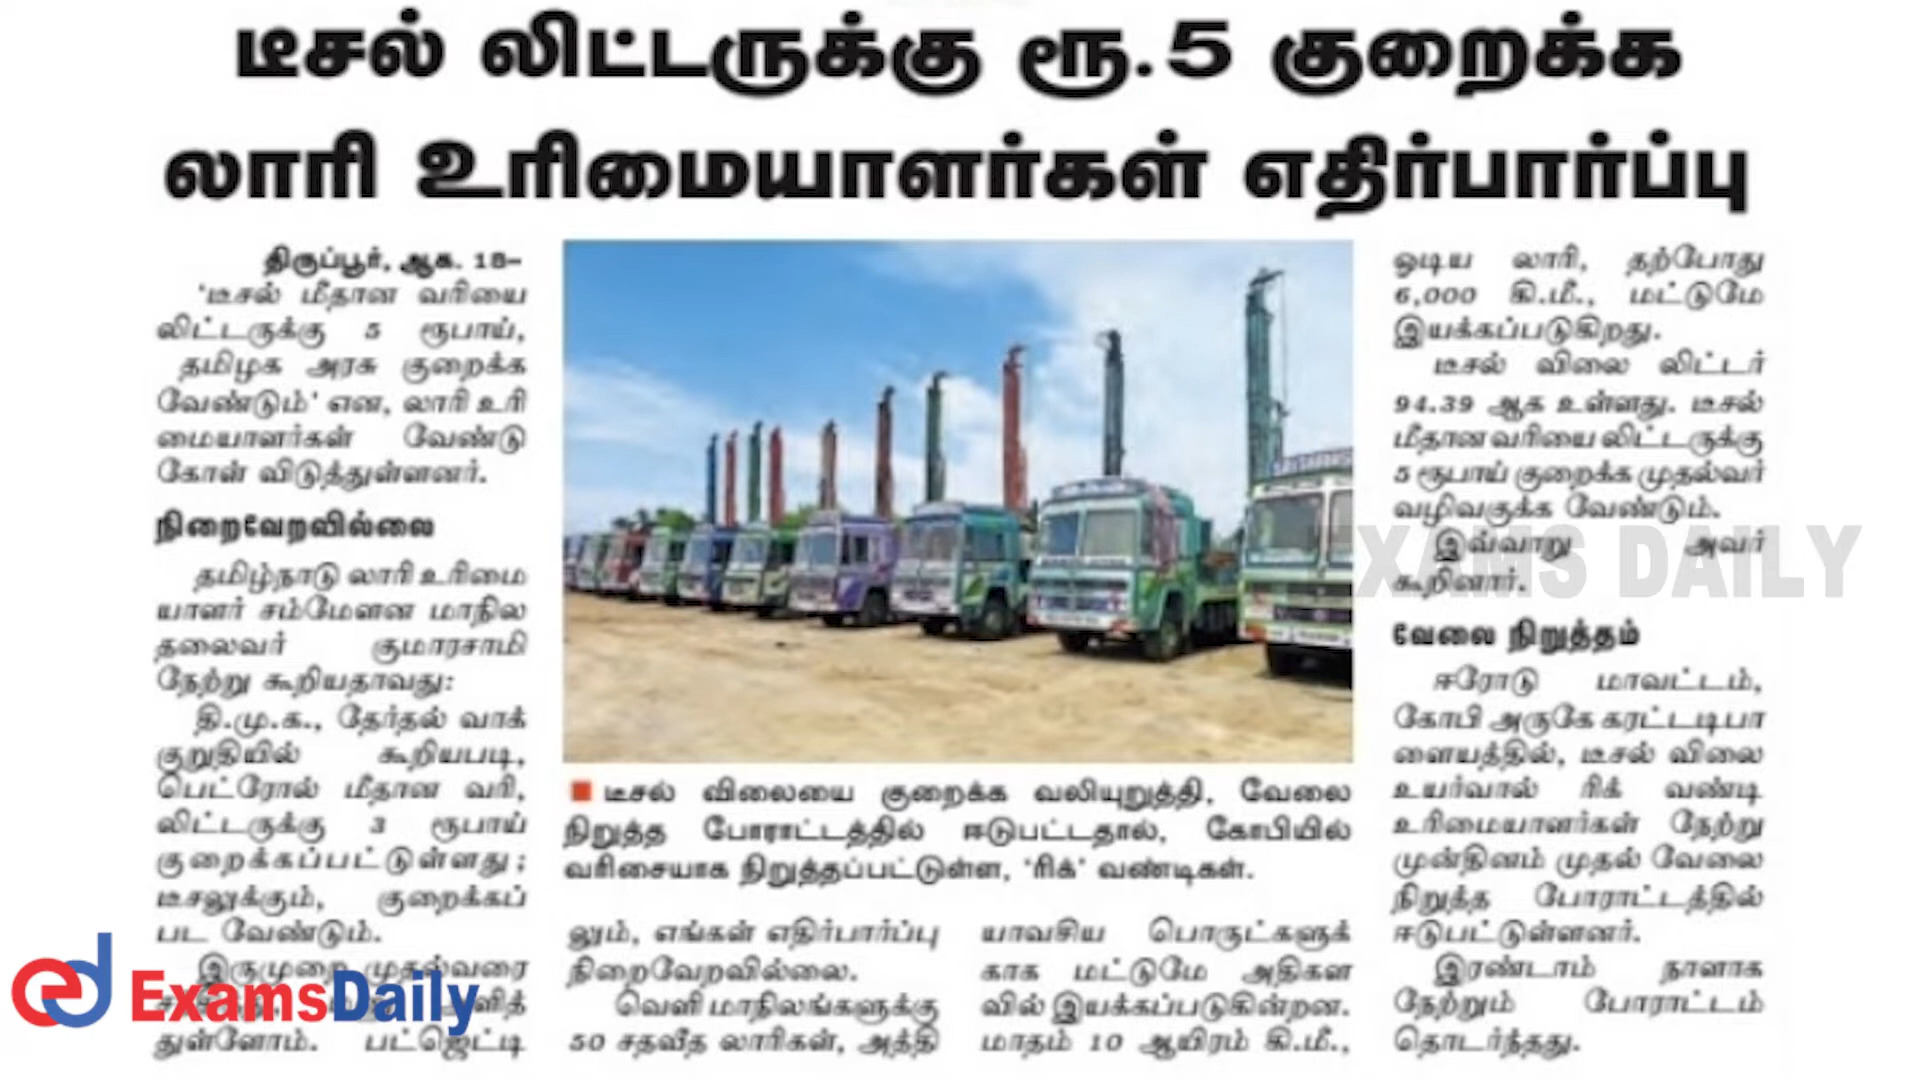 டீசல் லிட்டருக்கு ரூ.5 குறைக்க
லாரி உரிமையாளர்கள் எதிர்பார்ப்பு
திருப்பூர், ஆக. 18–
'டீசல் மீதான வரியை
லிட்டருக்கு 5 ரூபாய்,
தமிழக அரசு குறைக்க
வேண்டும்' என, லாரி உரி
மையாளர்கள் வேண்டு
கோள் விடுத்துள்ளனர்.
நிறைவேறவில்லை
தமிழ்நாடு லாரி உரிமை
யாளர் சம்மேளன மாநில
தலைவர் குமாரசாமி
நேற்று கூறியதாவது:
தி.மு.க., தேர்தல் வாக்
குறுதியில் கூறியபடி,
பெட்ரோல் மீதான வரி,
லிட்டருக்கு 3 ரூபாய்
குறைக்கப்பட்டுள்ளது;
டீசலுக்கும், குறைக்கப்
பட வேண்டும்.
இருமுறை முதல்வரை
துள்ளோம். பட்ஜெட்டி
ExamsDaily
■ டீசல் விலையை குறைக்க வலியுறுத்தி, வேலை
நிறுத்த போராட்டத்தில் ஈடுபட்டதால், கோபியில்
வரிசையாக நிறுத்தப்பட்டுள்ள, 'ரிக்' வண்டிகள்.
லும், எங்கள் எதிர்பார்ப்பு
நிறைவேறவில்லை.
வெளி மாநிலங்களுக்கு
50 சதவீத லாரிகள், அத்தி
யாவசிய பொருட்களுக்
காக மட்டுமே அதிகள
வில் இயக்கப்படுகின்றன.
மாதம் 10 ஆயிரம் கி.மீ.,
ஓடிய லாரி, தற்போது
6,000 கி.மீ., மட்டுமே
இயக்கப்படுகிறது.
டீசல் விலை லிட்டர்
94.39 ஆக உள்ளது. டீசல்
மீதான வரியை லிட்டருக்கு
5 ரூபாய் குறைக்க முதல்வர்
வழிவகுக்க வேண்டும்.
இவ்வாறு அவர்
கூறினார்.
EXAMS DAILY
வேலை நிறுத்தம்
ஈரோடு மாவட்டம்,
கோபி அருகே கரட்டடிபா
ளையத்தில், டீசல் விலை
உயர்வால் ரிக் வண்டி
உரிமையாளர்கள் நேற்று
முன்தினம் முதல் வேலை
நிறுத்த போராட்டத்தில்
ஈடுபட்டுள்ளனர்.
இரண்டாம் நாளாக
நேற்றும் போராட்டம்
தொடர்ந்தது.